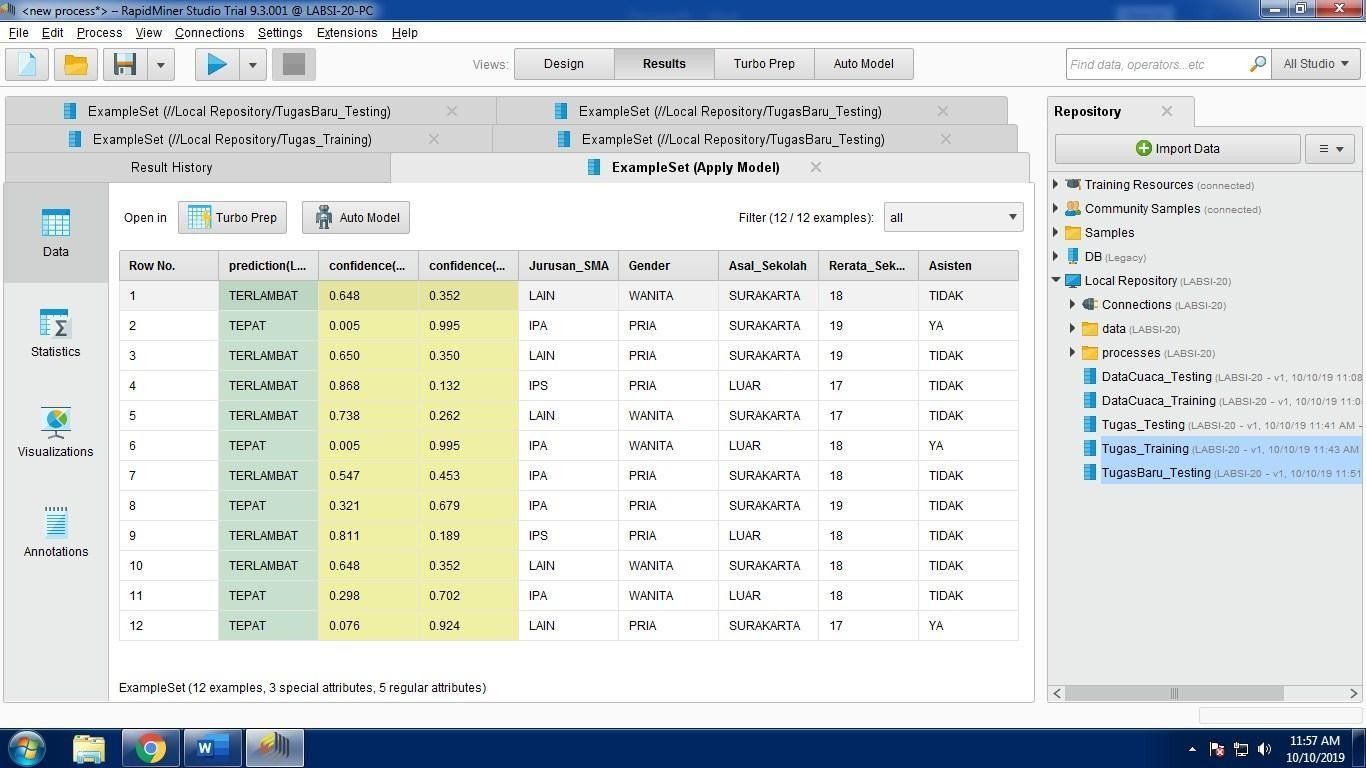 <new process*> – RapidMiner Studio Trial 9.3.001 @ LABSI-20-PC
File Edit Process View Connections Settings Extensions Help
Views: Design Results Turbo Prep Auto Model Find data, operators...etc All Studio
ExampleSet (//Local Repository/TugasBaru_Testing) ExampleSet (//Local Repository/TugasBaru_Testing)
ExampleSet (//Local Repository/Tugas_Training) ExampleSet (//Local Repository/TugasBaru_Testing)
Result History ExampleSet (Apply Model)
Data
Statistics
Visualizations
Annotations
Open in Turbo Prep Auto Model Filter (12 / 12 examples): all
Row No. prediction(L... confidence(... confidence(... Jurusan_SMA Gender Asal_Sekolah Rerata_Sek... Asisten
1 TERLAMBAT 0.648 0.352 LAIN WANITA SURAKARTA 18 TIDAK
2 TEPAT 0.005 0.995 IPA PRIA SURAKARTA 19 YA
3 TERLAMBAT 0.650 0.350 LAIN PRIA SURAKARTA 19 TIDAK
4 TERLAMBAT 0.868 0.132 IPS PRIA LUAR 17 TIDAK
5 TERLAMBAT 0.738 0.262 LAIN WANITA SURAKARTA 17 TIDAK
6 TEPAT 0.005 0.995 IPA WANITA LUAR 18 YA
7 TERLAMBAT 0.547 0.453 IPA PRIA SURAKARTA 18 TIDAK
8 TEPAT 0.321 0.679 IPA PRIA SURAKARTA 19 TIDAK
9 TERLAMBAT 0.811 0.189 IPS PRIA LUAR 18 TIDAK
10 TERLAMBAT 0.648 0.352 LAIN WANITA SURAKARTA 18 TIDAK
11 TEPAT 0.298 0.702 IPA WANITA LUAR 18 TIDAK
12 TEPAT 0.076 0.924 LAIN PRIA SURAKARTA 17 YA
ExampleSet (12 examples, 3 special attributes, 5 regular attributes)
Repository
Import Data
Training Resources (connected)
Community Samples (connected)
Samples
DB (Legacy)
Local Repository (LABSI-20)
Connections (LABSI-20)
data (LABSI-20)
processes (LABSI-20)
DataCuaca_Testing (LABSI-20 - v1, 10/10/19 11:08
DataCuaca_Training (LABSI-20 - v1, 10/10/19 11:0
Tugas_Testing (LABSI-20 - v1, 10/10/19 11:41 AM -
Tugas_Training (LABSI-20 - v1, 10/10/19 11:43 AM
TugasBaru_Testing (LABSI-20 - v1, 10/10/19 11:51
11:57 AM
10/10/2019